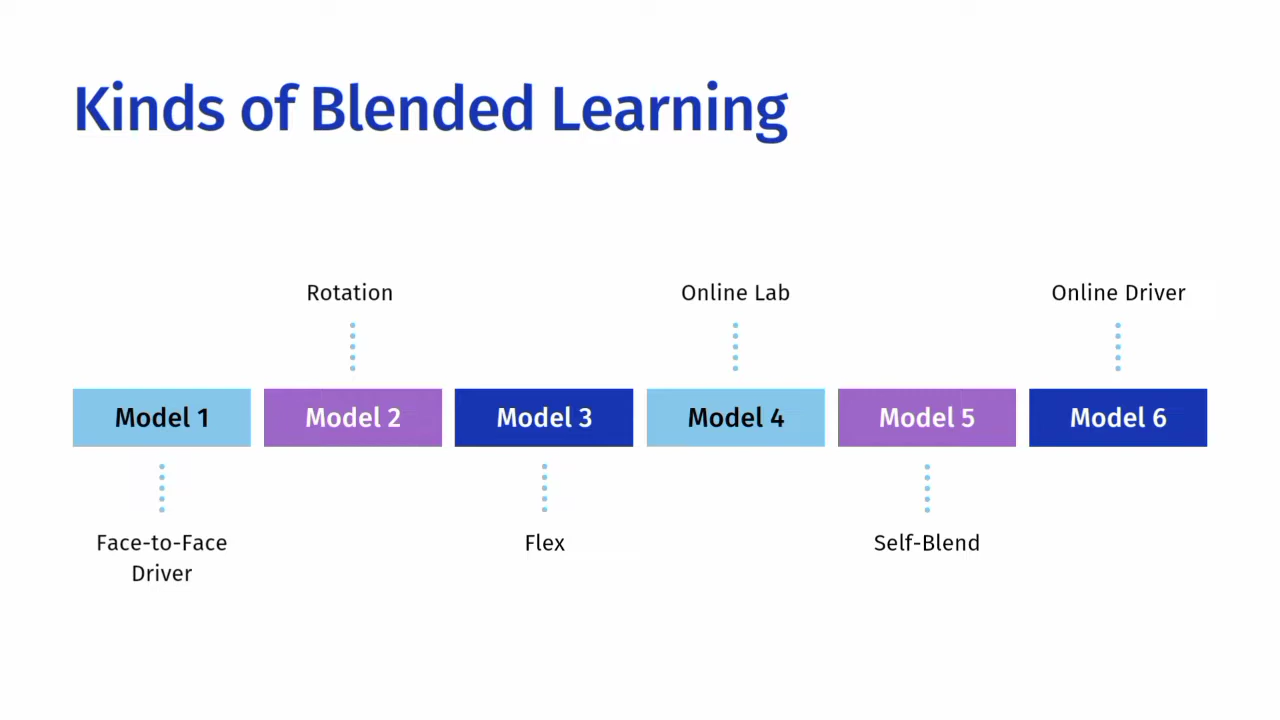 Kinds of Blended Learning
Rotation
Online Lab
Online Driver
Model 1
Model 2
Model 3
Model 4
Model 5
Model 6
Face-to-Face
Driver
Flex
Self-Blend